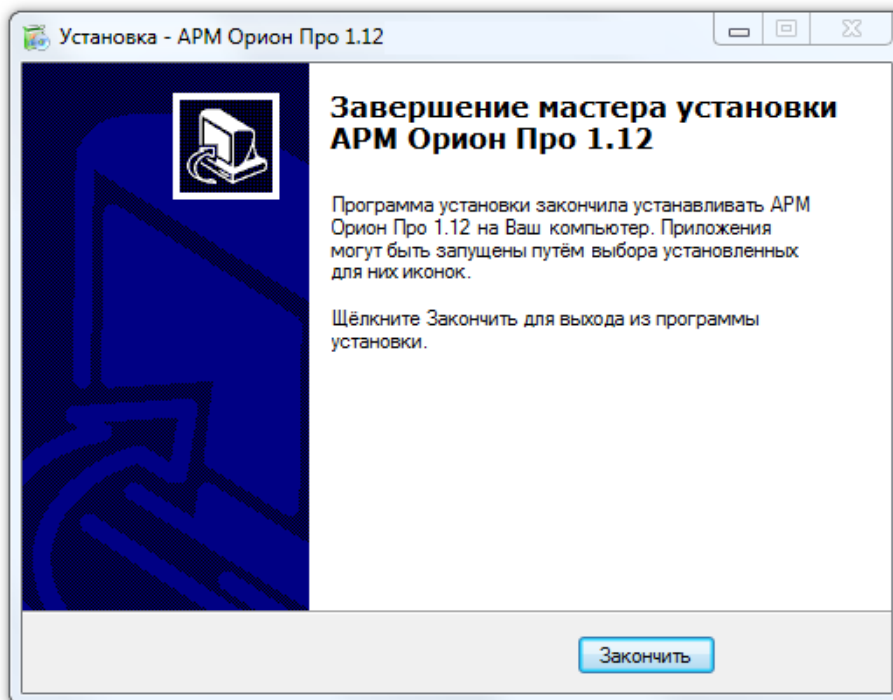 Установка - АРМ Орион Про 1.12
Завершение мастера установки
АРМ Орион Про 1.12
Программа установки закончила устанавливать АРМ
Орион Про 1.12 на Ваш компьютер. Приложения
могут быть запущены путём выбора установленных
для них иконок.
Щёлкните Закончить для выхода из программы
установки.
Закончить